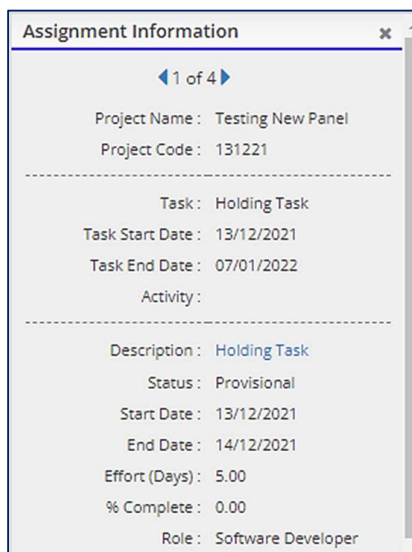 Assignment Information
1 of 4
Project Name : Testing New Panel
Project Code : 131221
Task : Holding Task
Task Start Date : 13/12/2021
Task End Date : 07/01/2022
Activity :
Description : Holding Task
Status : Provisional
Start Date : 13/12/2021
End Date : 14/12/2021
Effort (Days) : 5.00
% Complete : 0.00
Role : Software Developer